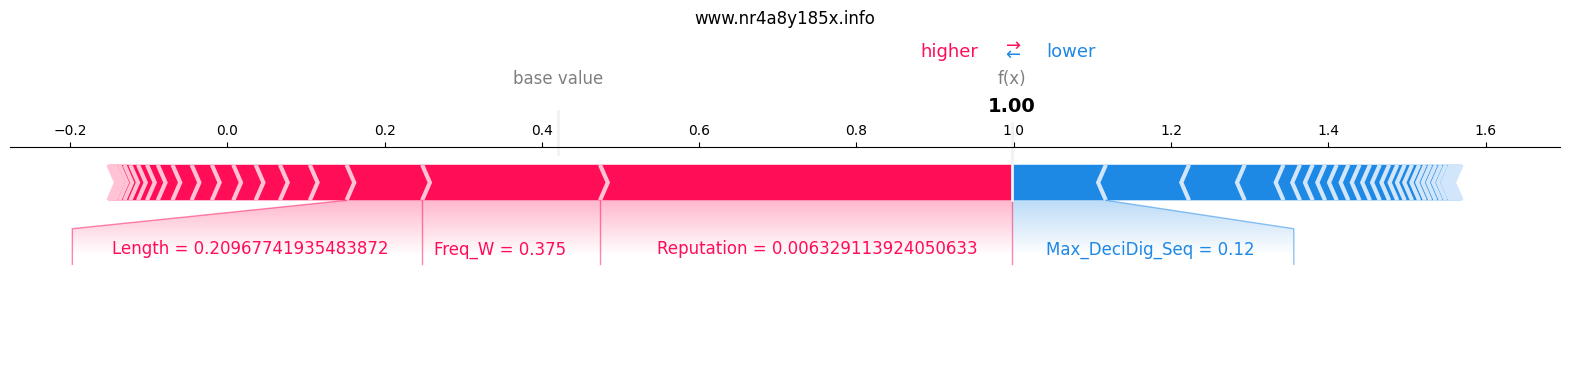 www.nr4a8y185x.info
higher → ← lower
base value f(x)
1.00
−0.2 0.0 0.2 0.4 0.6 0.8 1.0 1.2 1.4 1.6
Length = 0.20967741935483872 Freq_W = 0.375 Reputation = 0.006329113924050633 Max_DeciDig_Seq = 0.12